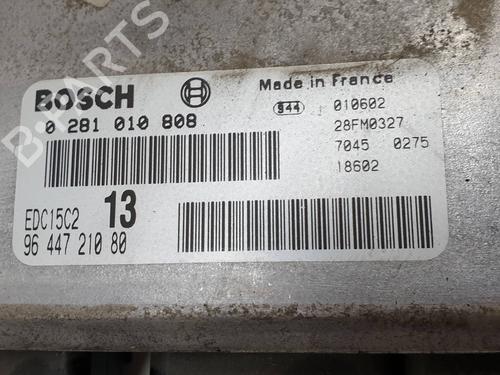 B-PARTS
BOSCH
Made in France
0 281 010 808
944 010602
28FM0327
7045 0275
18602
EDC15C2 13
96 447 210 80